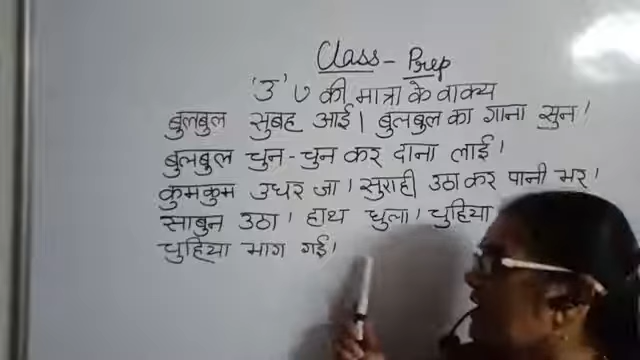 Class - Prep
'उ' ु की मात्रा के वाक्य
बुलबुल सुबह आई। बुलबुल का गाना सुन।
बुलबुल चुन-चुन कर दाना लाई।
कुमकुम उधर जा। सुराही उठा कर पानी भर।
साबुन उठा। हाथ धुला। चुहिया
चुहिया भाग गई।